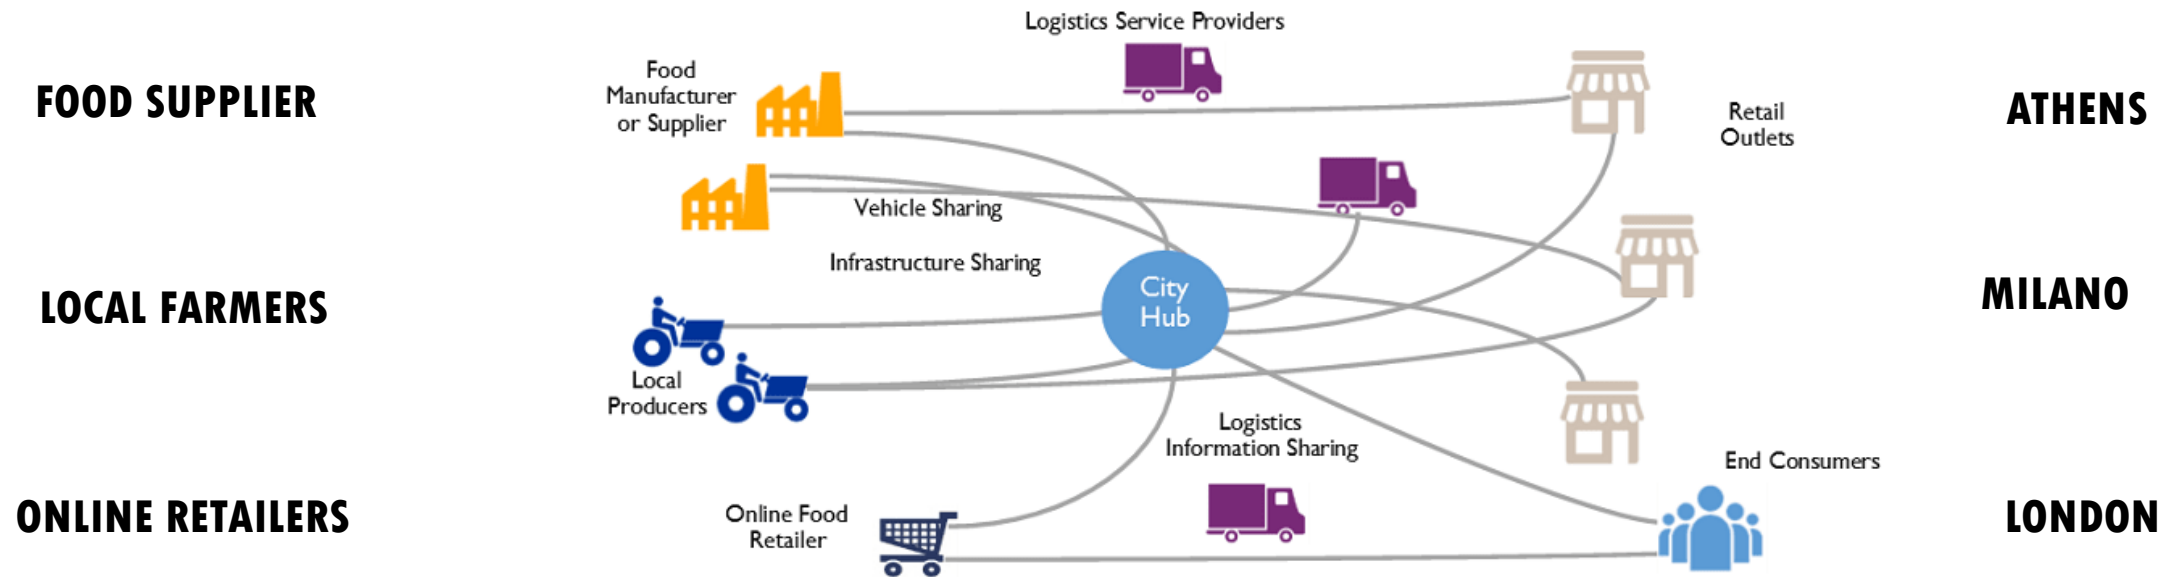 Logistics Service Providers
FOOD SUPPLIER
Food
Manufacturer
or Supplier
Retail
Outlets
ATHENS
Vehicle Sharing
Infrastructure Sharing
LOCAL FARMERS
City
Hub
MILANO
Local
Producers
Logistics
Information Sharing
End Consumers
ONLINE RETAILERS
Online Food
Retailer
LONDON